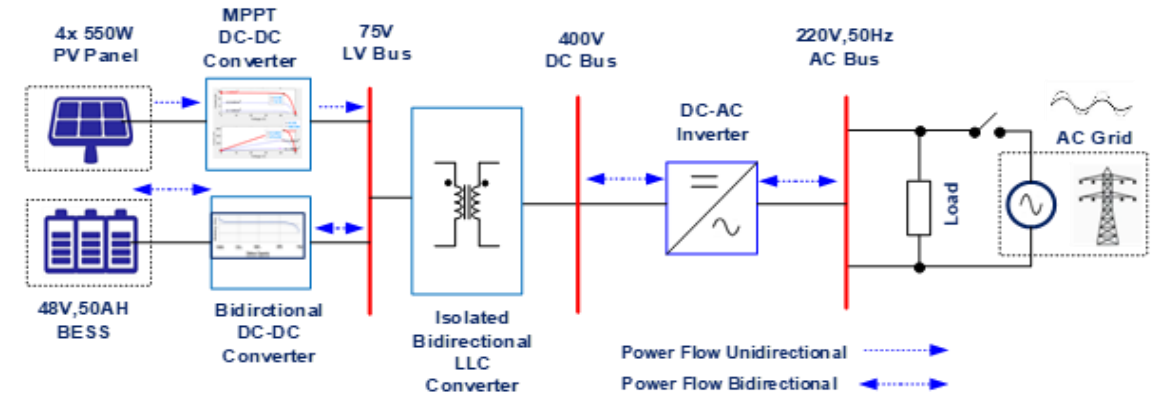 4x 550W
PV Panel
MPPT
DC-DC
Converter
75V
LV Bus
400V
DC Bus
220V,50Hz
AC Bus
DC-AC
Inverter
AC Grid
Load
48V,50AH
BESS
Bidirctional
DC-DC
Converter
Isolated
Bidirectional
LLC
Converter
Power Flow Unidirectional
Power Flow Bidirectional